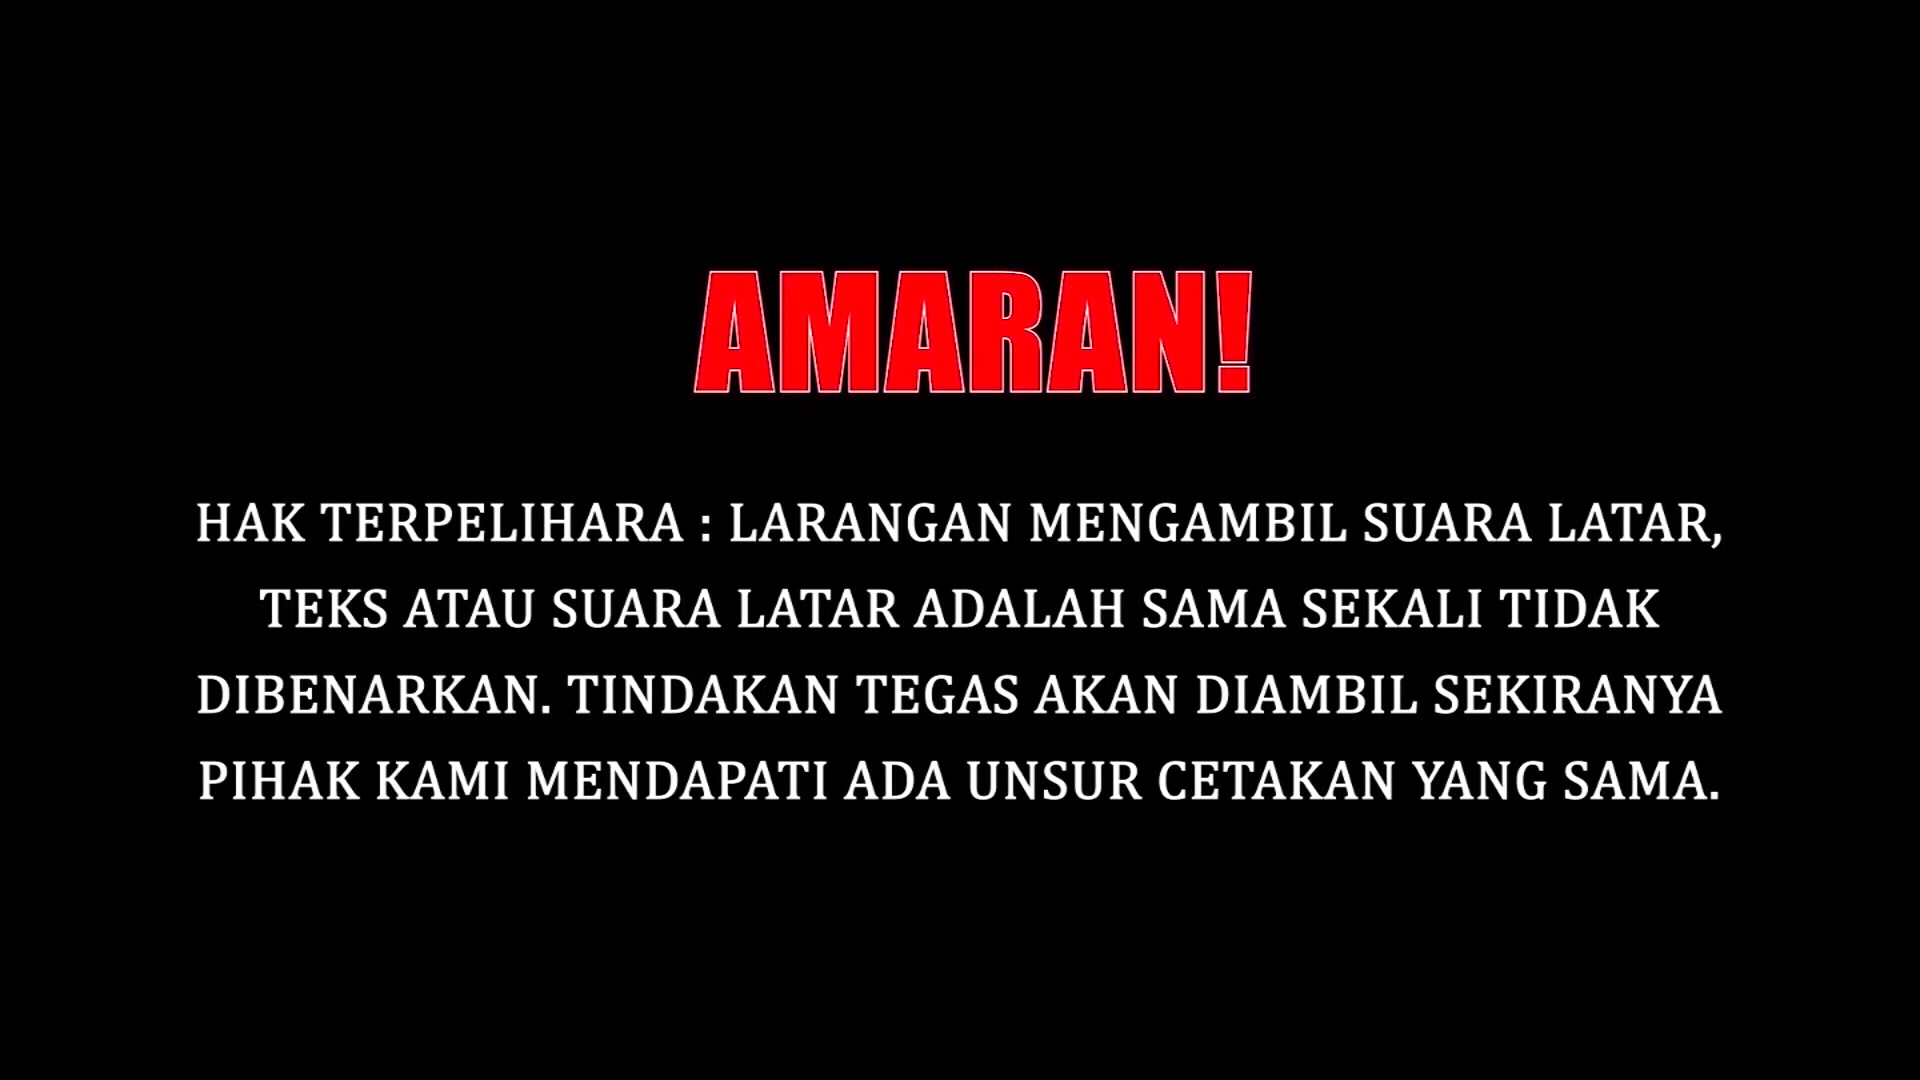 AMARAN!
HAK TERPELIHARA : LARANGAN MENGAMBIL SUARA LATAR,
TEKS ATAU SUARA LATAR ADALAH SAMA SEKALI TIDAK
DIBENARKAN. TINDAKAN TEGAS AKAN DIAMBIL SEKIRANYA
PIHAK KAMI MENDAPATI ADA UNSUR CETAKAN YANG SAMA.